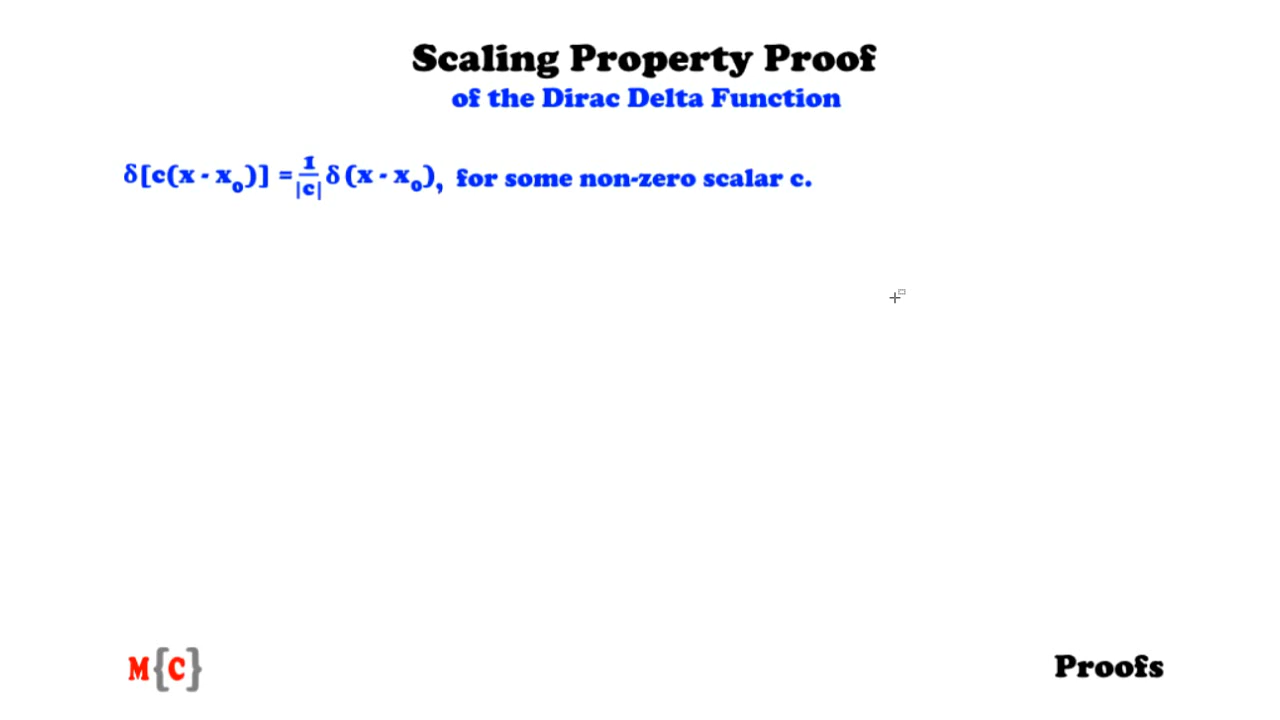 Scaling Property Proof
of the Dirac Delta Function
δ[c(x - x₀)] = 1/|c| δ(x - x₀), for some non-zero scalar c.
M{C}
Proofs